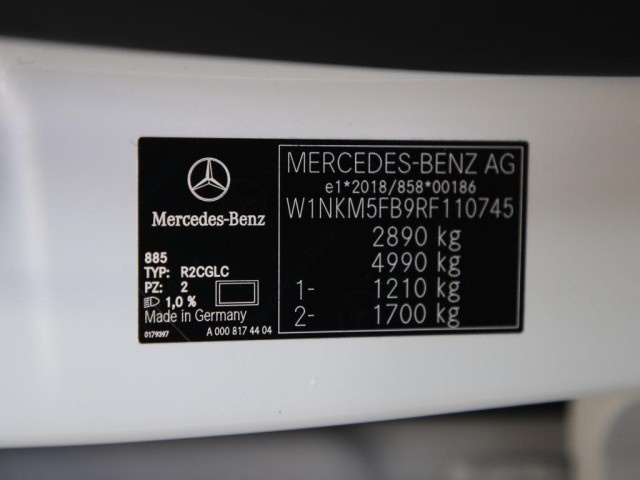 Mercedes-Benz
885
TYP: R2CGLC
PZ: 2
1,0 %
Made in Germany
0179397 A 000 817 44 04
MERCEDES-BENZ AG
e1*2018/858*00186
W1NKM5FB9RF110745
2890 kg
4990 kg
1- 1210 kg
2- 1700 kg